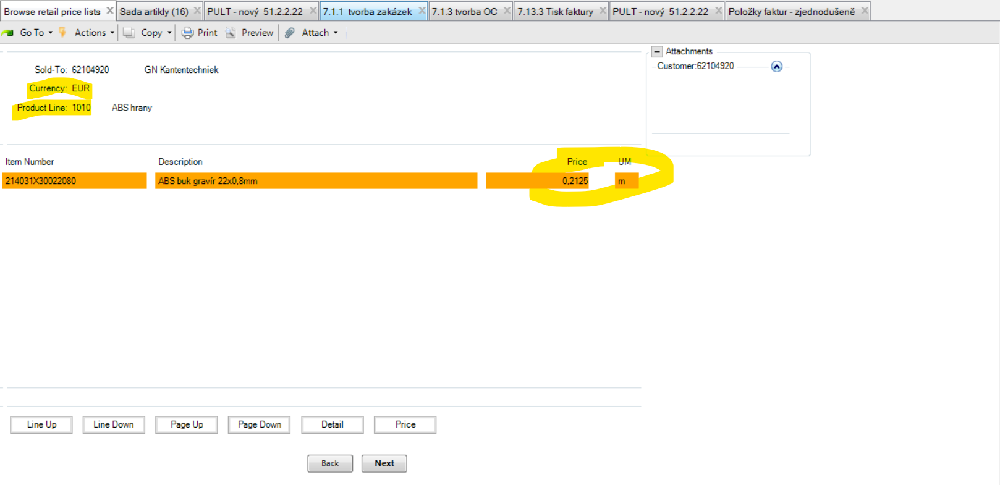 Browse retail price lists Sada artikly (16) PULT - nový 51.2.2.22 7.1.1 tvorba zakázek 7.1.3 tvorba OC 7.13.3 Tisk faktury PULT - nový 51.2.2.22 Položky faktur - zjednodušeně
Go To Actions Copy Print Preview Attach
Attachments
Customer:62104920
Sold-To: 62104920 GN Kantentechniek
Currency: EUR
Product Line: 1010 ABS hrany
Item Number Description Price UM
214031X30022080 ABS buk gravír 22x0,8mm 0,2125 m
Line Up Line Down Page Up Page Down Detail Price
Back Next